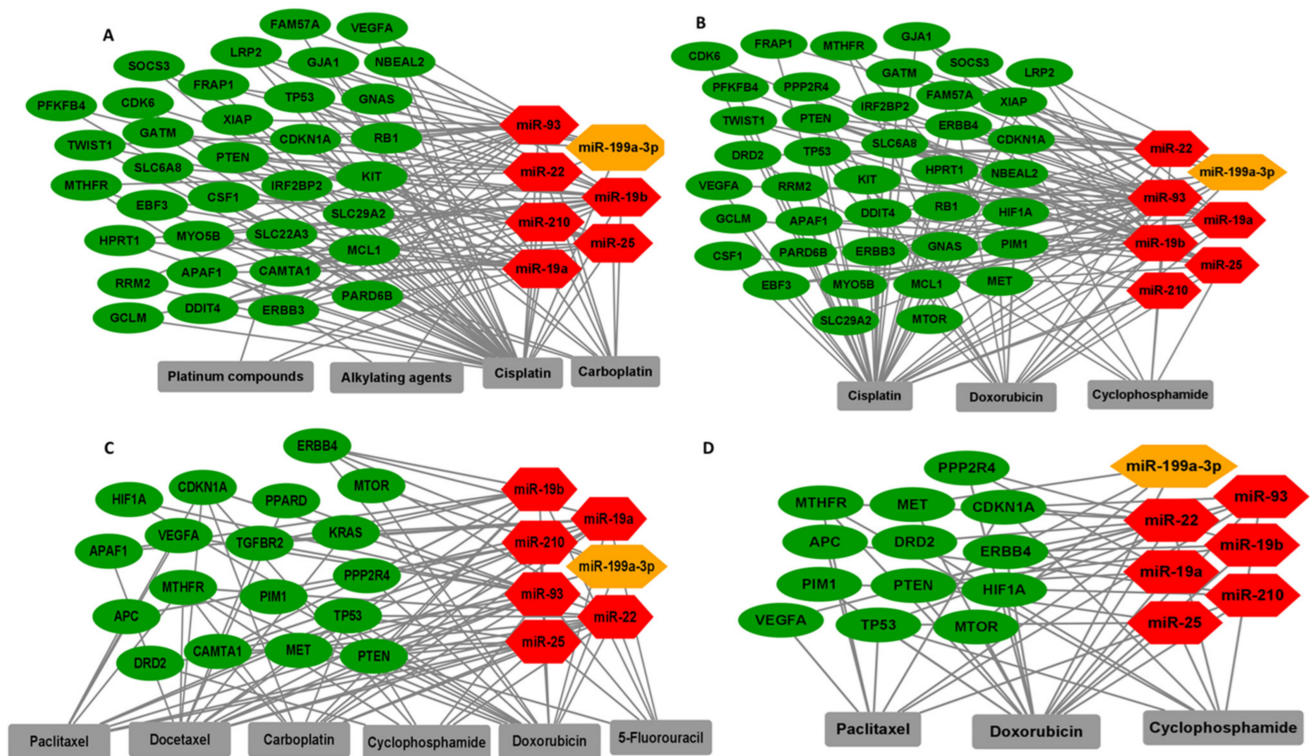 A
FAM57A
VEGFA
LRP2
GJA1
NBEAL2
SOCS3
FRAP1
TP53
GNAS
PFKFB4
CDK6
XIAP
miR-93
GATM
CDKN1A
RB1
TWIST1
miR-199a-3p
SLC6A8
PTEN
miR-22
MTHFR
IRF2BP2
KIT
EBF3
CSF1
miR-19b
SLC29A2
miR-210
HPRT1
MYO5B
SLC22A3
miR-25
MCL1
RRM2
APAF1
CAMTA1
miR-19a
PARD6B
GCLM
DDIT4
ERBB3
Platinum compounds
Alkylating agents
Cisplatin
Carboplatin
B
GJA1
FRAP1
MTHFR
CDK6
SOCS3
LRP2
GATM
PFKFB4
PPP2R4
FAM57A
XIAP
IRF2BP2
TWIST1
PTEN
ERBB4
CDKN1A
SLC6A8
miR-22
DRD2
TP53
HPRT1
NBEAL2
miR-199a-3p
VEGFA
RRM2
KIT
miR-93
RB1
HIF1A
GCLM
APAF1
DDIT4
miR-19a
miR-19b
CSF1
PARD6B
ERBB3
GNAS
PIM1
miR-25
EBF3
MYO5B
MCL1
MET
miR-210
SLC29A2
MTOR
Cisplatin
Doxorubicin
Cyclophosphamide
C
ERBB4
HIF1A
CDKN1A
PPARD
MTOR
miR-19b
miR-19a
APAF1
VEGFA
TGFBR2
KRAS
miR-210
miR-199a-3p
MTHFR
PIM1
PPP2R4
miR-93
APC
TP53
miR-22
DRD2
CAMTA1
MET
PTEN
miR-25
Paclitaxel
Docetaxel
Carboplatin
Cyclophosphamide
Doxorubicin
5-Fluorouracil
D
PPP2R4
miR-199a-3p
MTHFR
MET
CDKN1A
miR-93
miR-22
APC
DRD2
ERBB4
miR-19b
PIM1
PTEN
HIF1A
miR-19a
miR-210
VEGFA
TP53
MTOR
miR-25
Paclitaxel
Doxorubicin
Cyclophosphamide